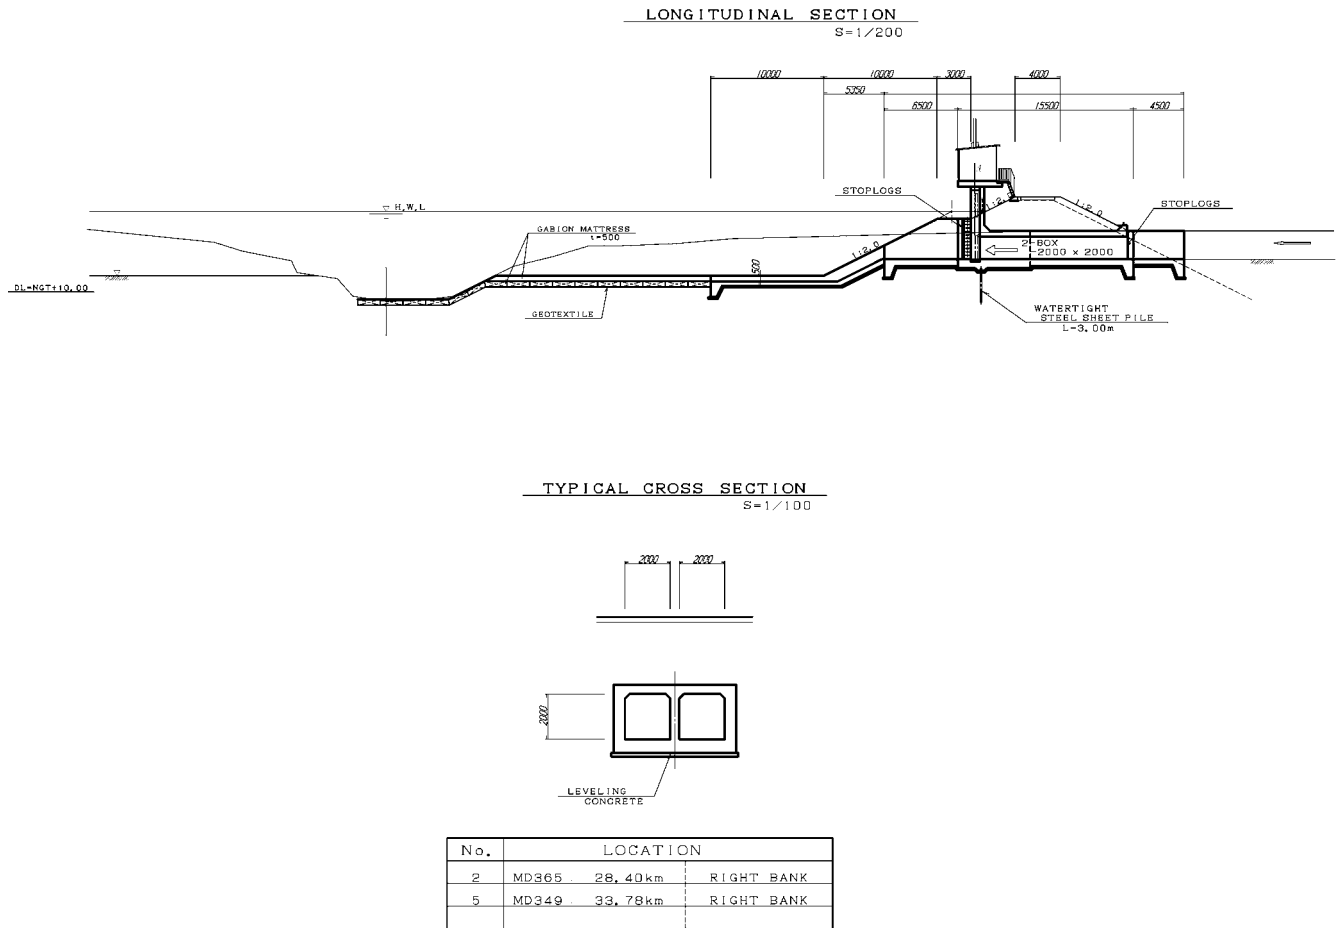 LONGITUDINAL SECTION
S=1/200
10000 10000 3000 4000
5350
6500 15500 4500
STOPLOGS
STOPLOGS
H.W.L
1:2.0
1:2.0
GABION MATTRESS
t=500
1:2.0
2-BOX
2000 × 2000
500
DL=NGT+10.00
GEOTEXTILE
WATERTIGHT
STEEL SHEET PILE
L=3.00m
TYPICAL CROSS SECTION
S=1/100
2000 2000
2000
LEVELING
CONCRETE
No. LOCATION
2 MD365 28.40km RIGHT BANK
5 MD349 33.78km RIGHT BANK